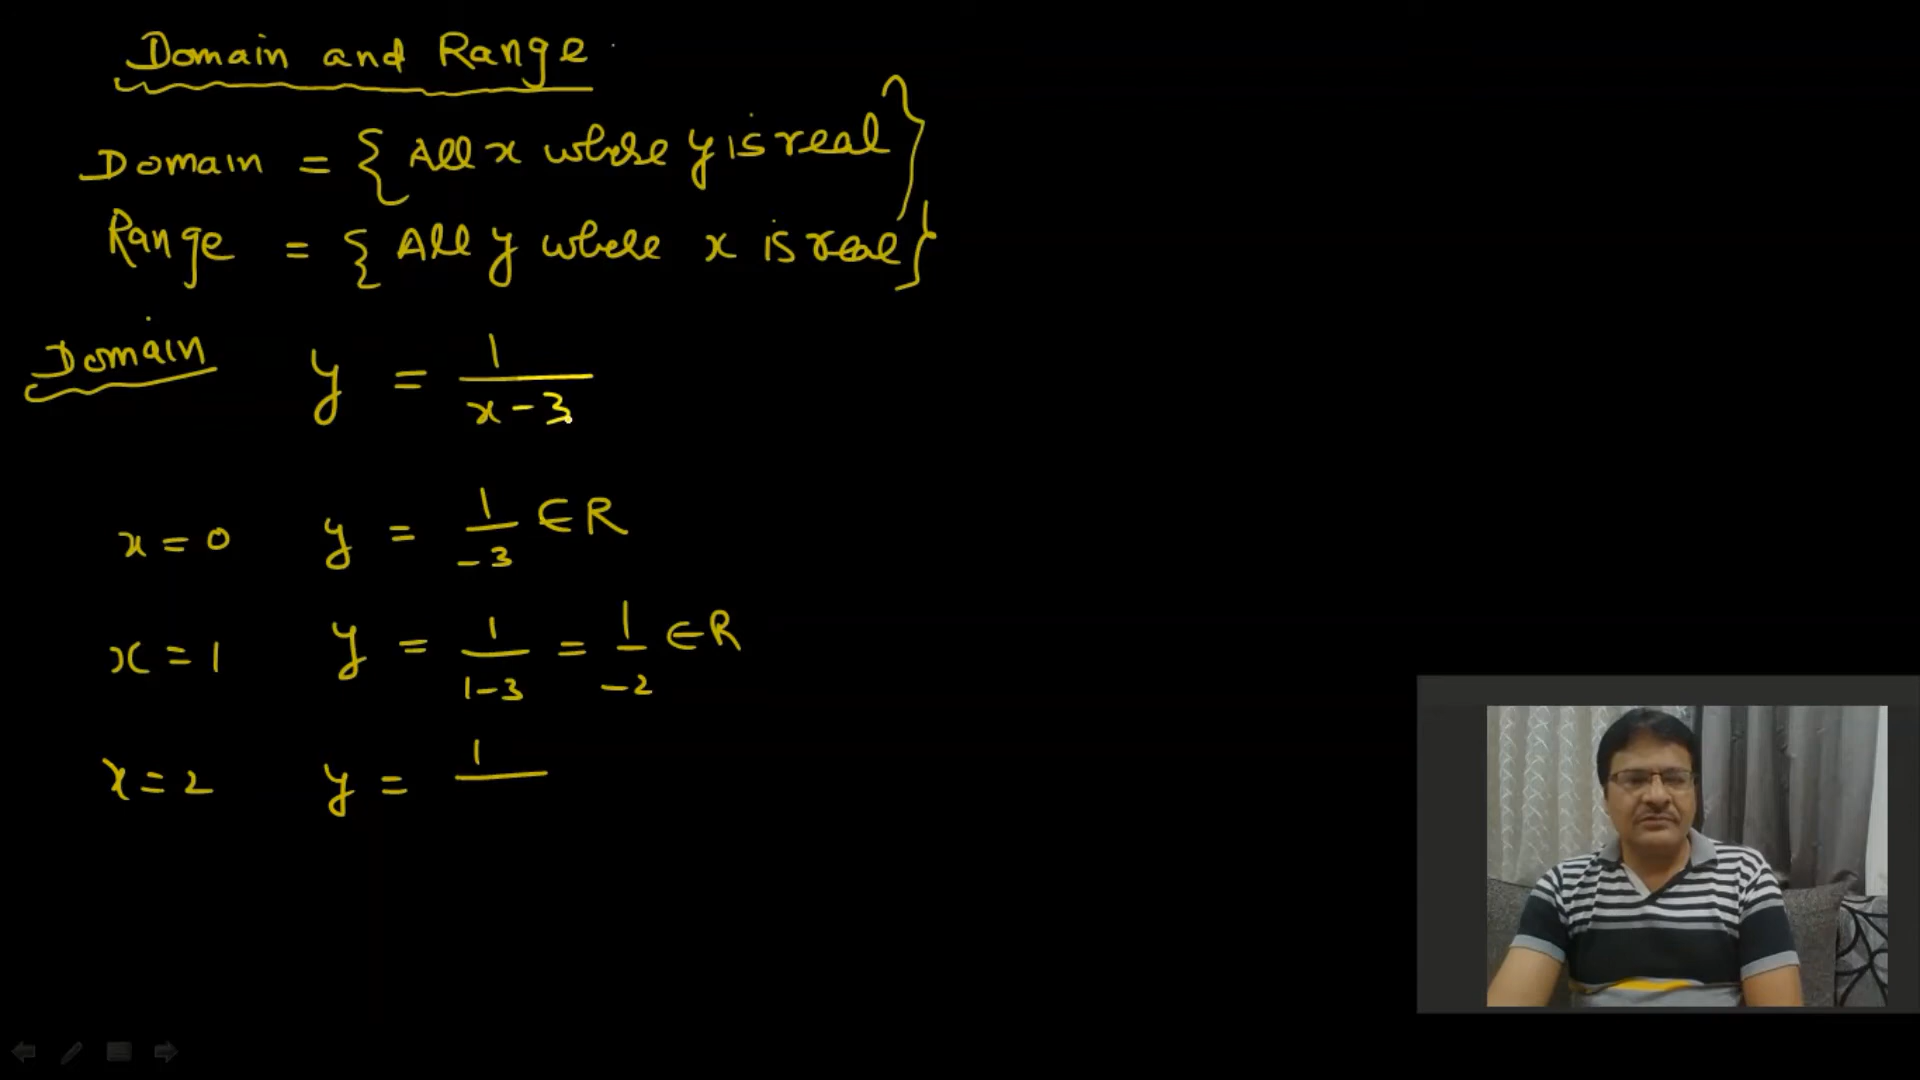 Domain and Range
Domain = {All x where y is real}
Range = {All y where x is real}
Domain y = 1/(x-3)
x=0 y = 1/-3 ∈R
x=1 y = 1/(1-3) = 1/-2 ∈R
x=2 y = 1/